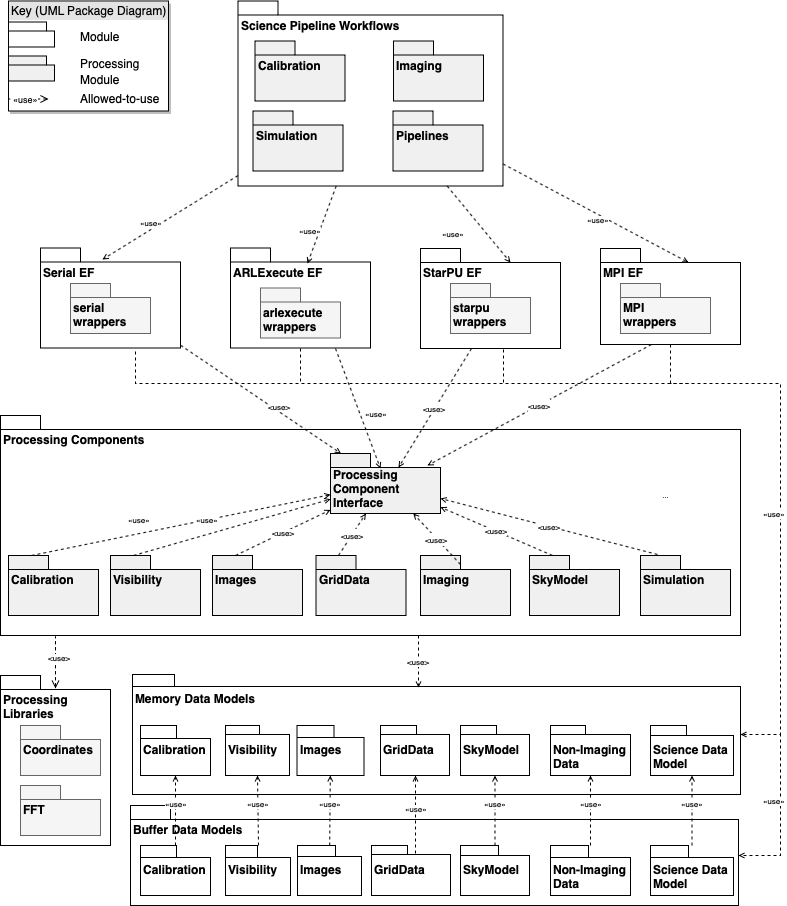 Key (UML Package Diagram)
Module
Processing
Module
«use»
Allowed-to-use
Science Pipeline Workflows
Calibration
Imaging
Simulation
Pipelines
«use»
«use»
«use»
«use»
Serial EF
serial
wrappers
ARLExecute EF
arlexecute
wrappers
StarPU EF
starpu
wrappers
MPI EF
MPI
wrappers
<use>
«use»
<use>
<use>
Processing Components
Processing
Component
Interface
...
«use»
«use»
<use>
<use>
<use>
<use>
<use>
«use»
Calibration
Visibility
Images
GridData
Imaging
SkyModel
Simulation
<use>
<use>
Processing
Libraries
Coordinates
FFT
Memory Data Models
Calibration
Visibility
Images
GridData
SkyModel
Non-Imaging
Data
Science Data
Model
«use»
«use»
«use»
«use»
«use»
«use»
«use»
«use»
Buffer Data Models
Calibration
Visibility
Images
GridData
SkyModel
Non-Imaging
Data
Science Data
Model